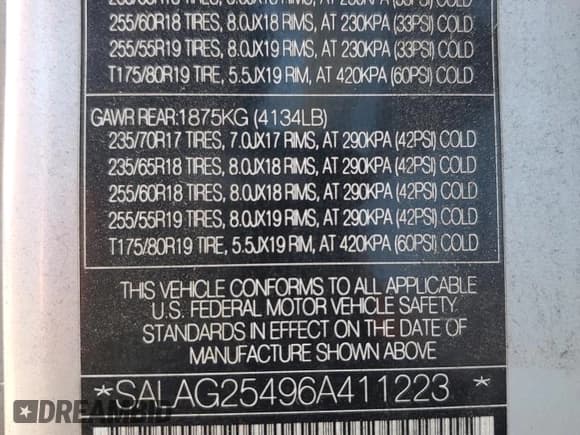 255/60R18 TIRES, 8.0JX18 RIMS, AT 230KPA (33PSI) COLD
255/55R19 TIRES, 8.0JX19 RIMS, AT 230KPA (33PSI) COLD
T175/80R19 TIRE, 5.5JX19 RIM, AT 420KPA (60PSI) COLD
GAWR REAR:1875KG (4134LB)
235/70R17 TIRES, 7.0JX17 RIMS, AT 290KPA (42PSI) COLD
235/65R18 TIRES, 8.0JX18 RIMS, AT 290KPA (42PSI) COLD
255/60R18 TIRES, 8.0JX18 RIMS, AT 290KPA (42PSI) COLD
255/55R19 TIRES, 8.0JX19 RIMS, AT 290KPA (42PSI) COLD
T175/80R19 TIRE, 5.5JX19 RIM, AT 420KPA (60PSI) COLD
THIS VEHICLE CONFORMS TO ALL APPLICABLE
U.S. FEDERAL MOTOR VEHICLE SAFETY
STANDARDS IN EFFECT ON THE DATE OF
MANUFACTURE SHOWN ABOVE
*SALAG25496A411223*
DREAMBID